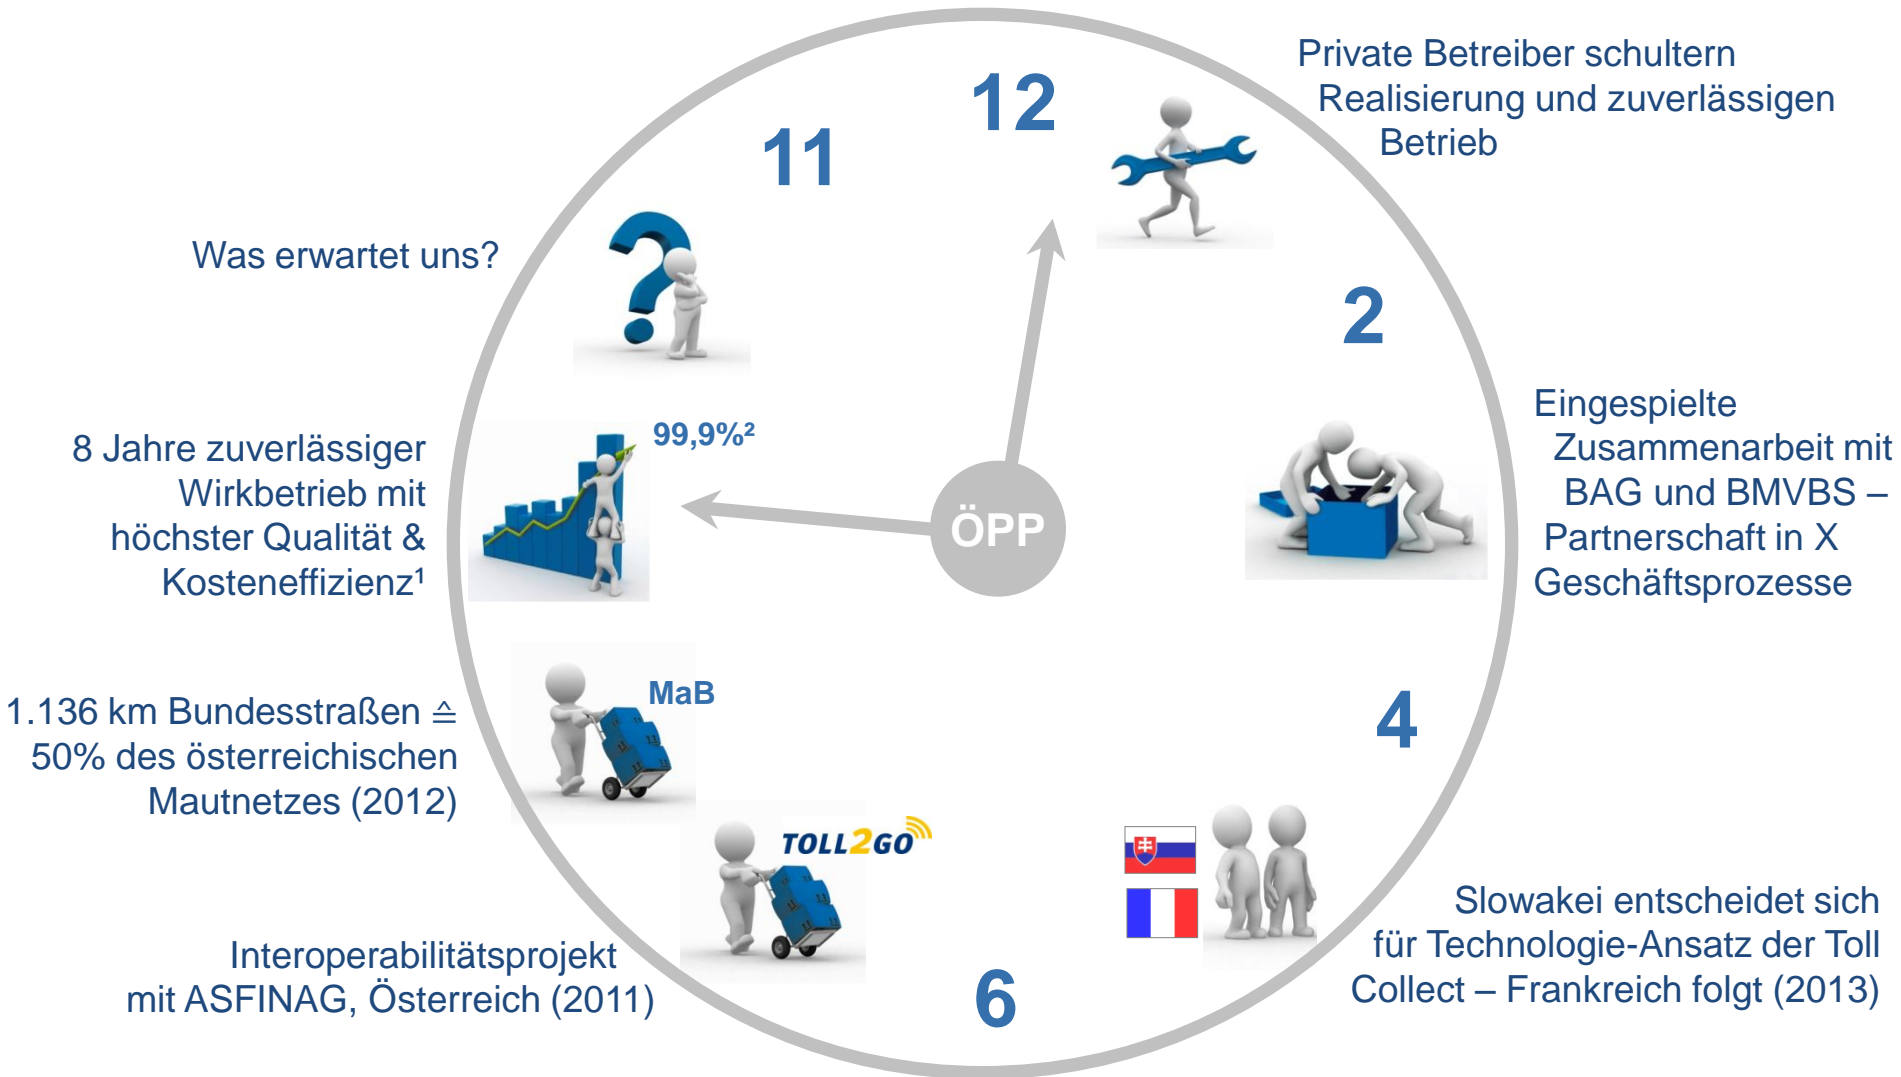 12
Private Betreiber schultern
Realisierung und zuverlässigen
Betrieb
11
2
Was erwartet uns?
Eingespielte
Zusammenarbeit mit
BAG und BMVBS –
Partnerschaft in X
Geschäftsprozesse
99,9%²
8 Jahre zuverlässiger
Wirkbetrieb mit
höchster Qualität &
Kosteneffizienz¹
ÖPP
MaB
1.136 km Bundesstraßen ≙
50% des österreichischen
Mautnetzes (2012)
4
TOLL2GO
Interoperabilitätsprojekt
mit ASFINAG, Österreich (2011)
6
Slowakei entscheidet sich
für Technologie-Ansatz der Toll
Collect – Frankreich folgt (2013)